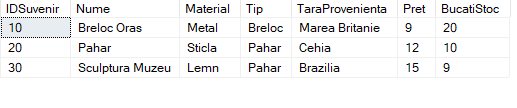 IDSuvenir Nume Material Tip TaraProvenienta Pret BucatiStoc
10 Breloc Oras Metal Breloc Marea Britanie 9 20
20 Pahar Sticla Pahar Cehia 12 10
30 Sculptura Muzeu Lemn Pahar Brazilia 15 9